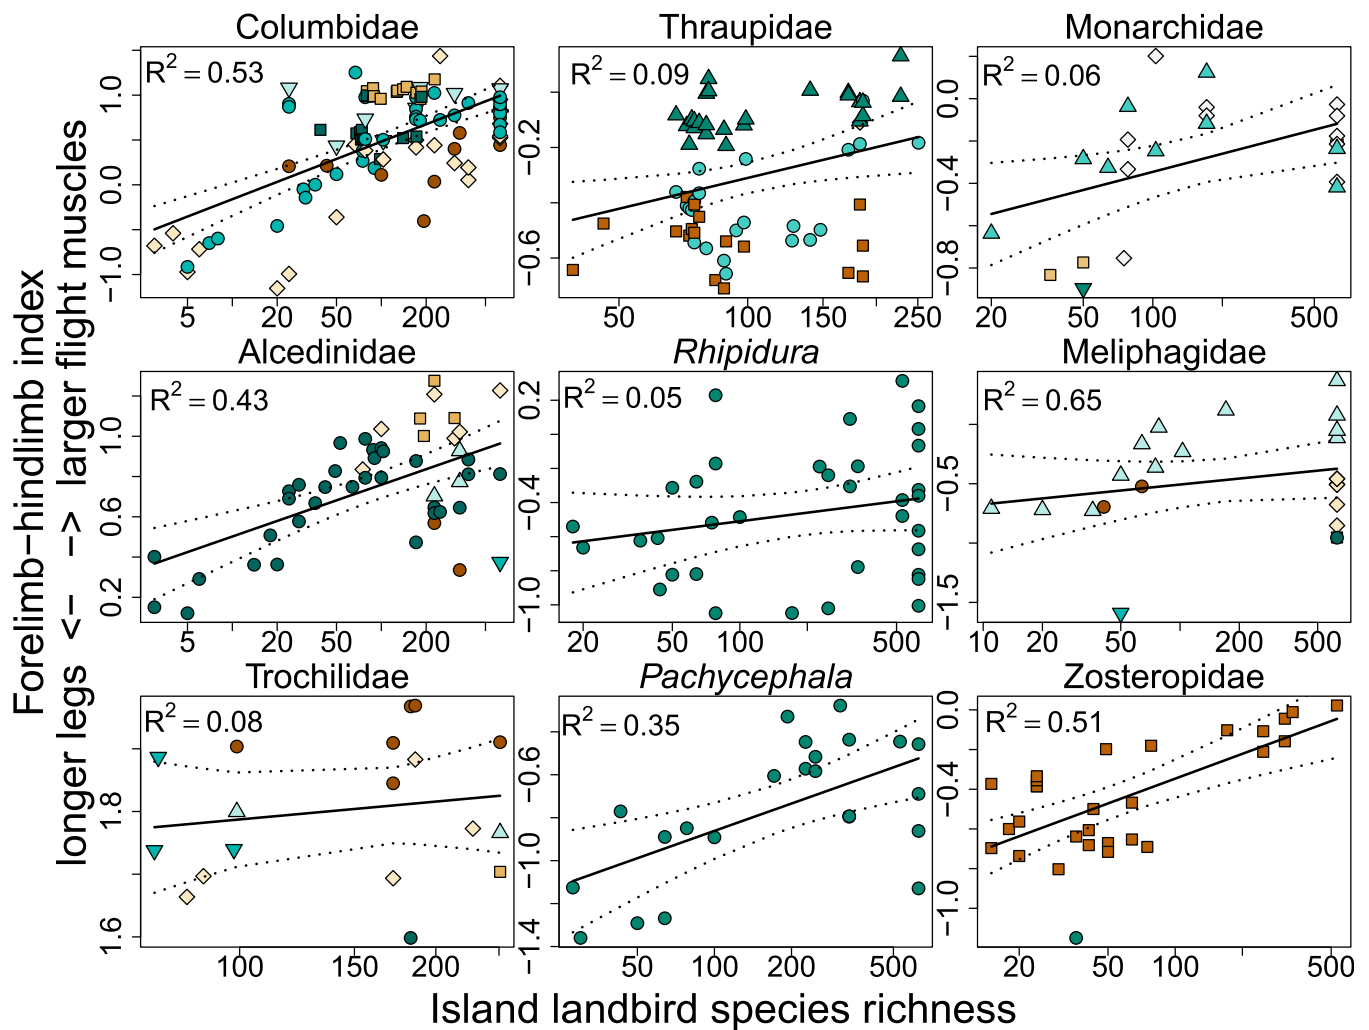 Columbidae
R² = 0.53
1.0
0.0
−1.0
5
20
50
200
Thraupidae
R² = 0.09
−0.2
−0.6
50
100
150
250
Monarchidae
R² = 0.06
0.0
−0.4
−0.8
20
50
100
500
Alcedinidae
R² = 0.43
1.0
0.6
0.2
5
20
50
200
Rhipidura
R² = 0.05
0.2
−0.4
−1.0
20
50
100
200
500
Meliphagidae
R² = 0.65
−0.5
−1.5
10
20
50
200
500
Trochilidae
R² = 0.08
1.8
1.6
100
150
200
Pachycephala
R² = 0.35
−0.6
−1.0
−1.4
50
100
200
500
Zosteropidae
R² = 0.51
0.0
−0.4
−1.0
20
50
100
500
Forelimb−hindlimb index
longer legs <− −> larger flight muscles
Island landbird species richness